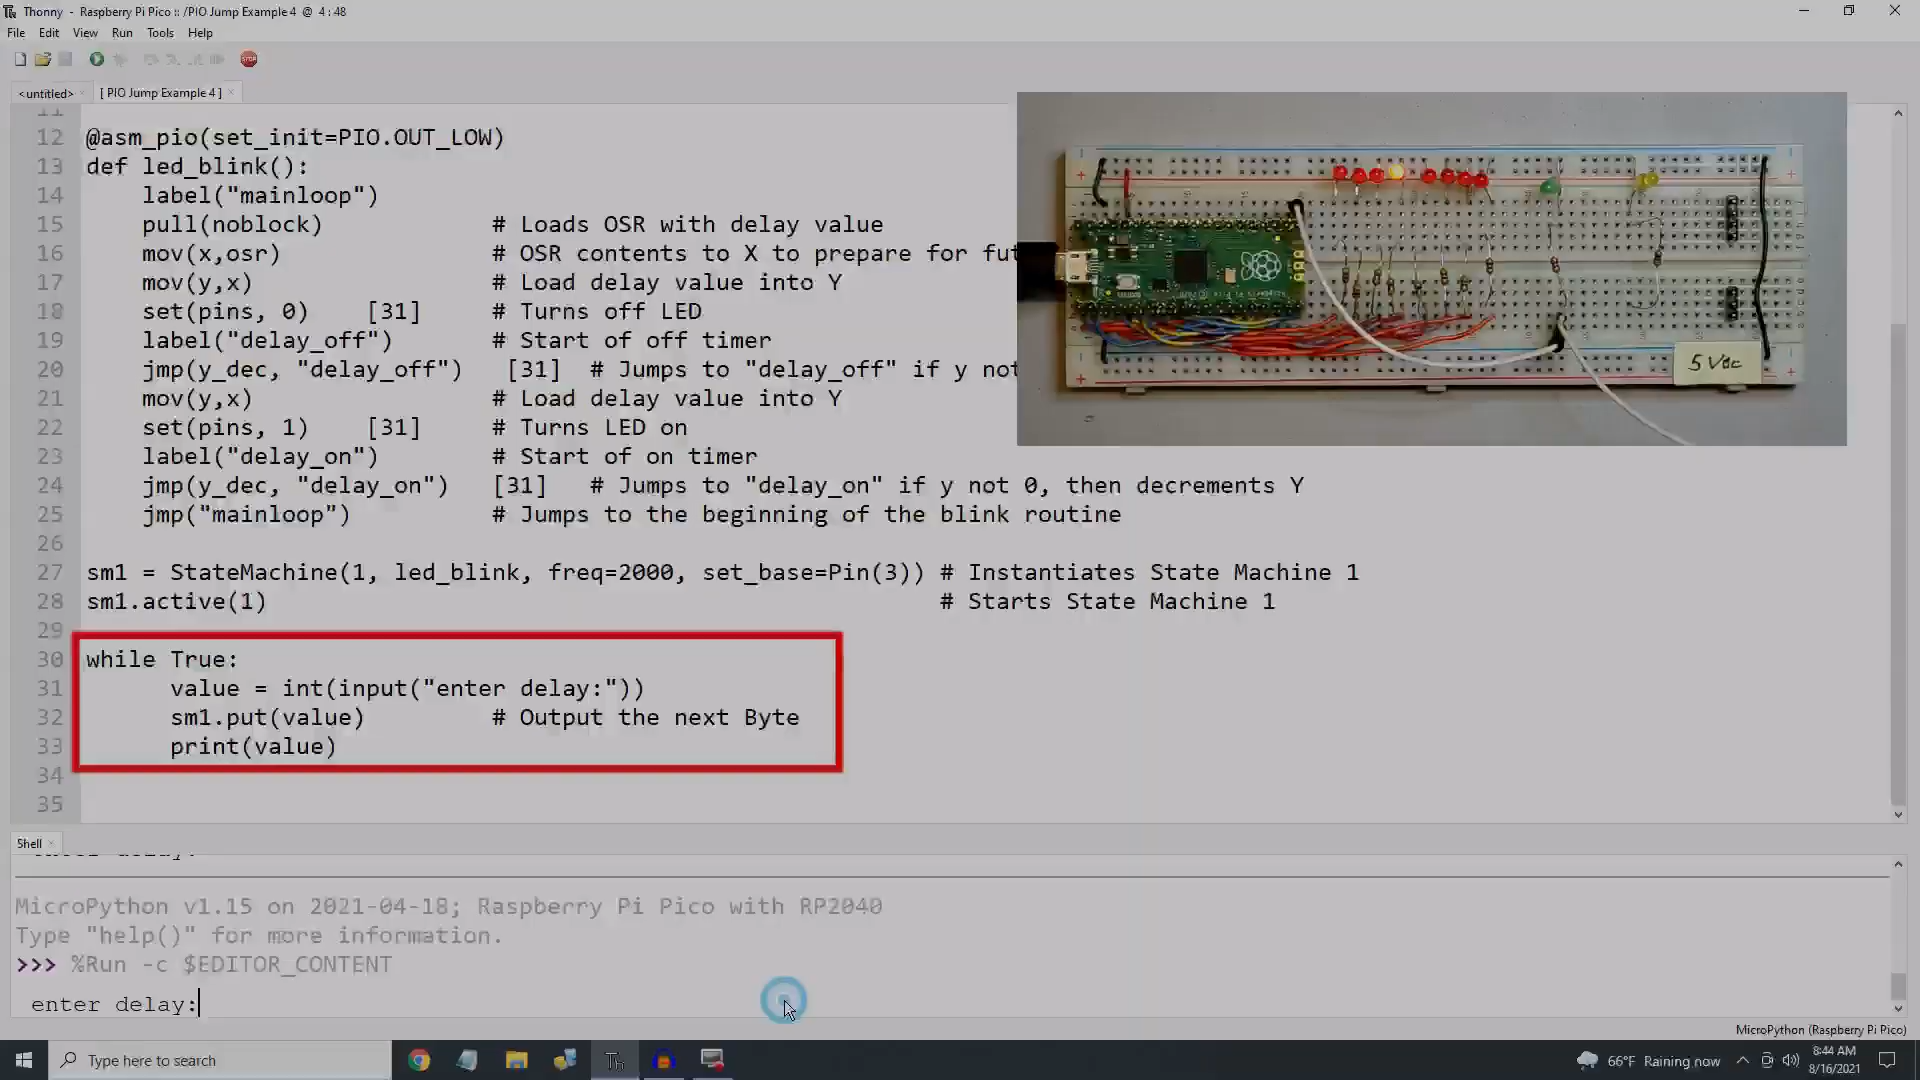 Thonny - Raspberry Pi Pico :: /PIO Jump Example 4 @ 4 : 48
File Edit View Run Tools Help
STOP
<untitled> × [ PIO Jump Example 4 ] ×
11
12 @asm_pio(set_init=PIO.OUT_LOW)
13 def led_blink():
14 label("mainloop")
15 pull(noblock) # Loads OSR with delay value
16 mov(x,osr) # OSR contents to X to prepare for fut
17 mov(y,x) # Load delay value into Y
18 set(pins, 0) [31] # Turns off LED
19 label("delay_off") # Start of off timer
20 jmp(y_dec, "delay_off") [31] # Jumps to "delay_off" if y not
21 mov(y,x) # Load delay value into Y
22 set(pins, 1) [31] # Turns LED on
23 label("delay_on") # Start of on timer
24 jmp(y_dec, "delay_on") [31] # Jumps to "delay_on" if y not 0, then decrements Y
25 jmp("mainloop") # Jumps to the beginning of the blink routine
26
27 sm1 = StateMachine(1, led_blink, freq=2000, set_base=Pin(3)) # Instantiates State Machine 1
28 sm1.active(1) # Starts State Machine 1
29
30 while True:
31 value = int(input("enter delay:"))
32 sm1.put(value) # Output the next Byte
33 print(value)
34
35
5 Vdc
Shell ×
MicroPython v1.15 on 2021-04-18; Raspberry Pi Pico with RP2040
Type "help()" for more information.
>>> %Run -c $EDITOR_CONTENT
enter delay:
MicroPython (Raspberry Pi Pico)
Type here to search
Th
66°F Raining now
8:44 AM
8/16/2021